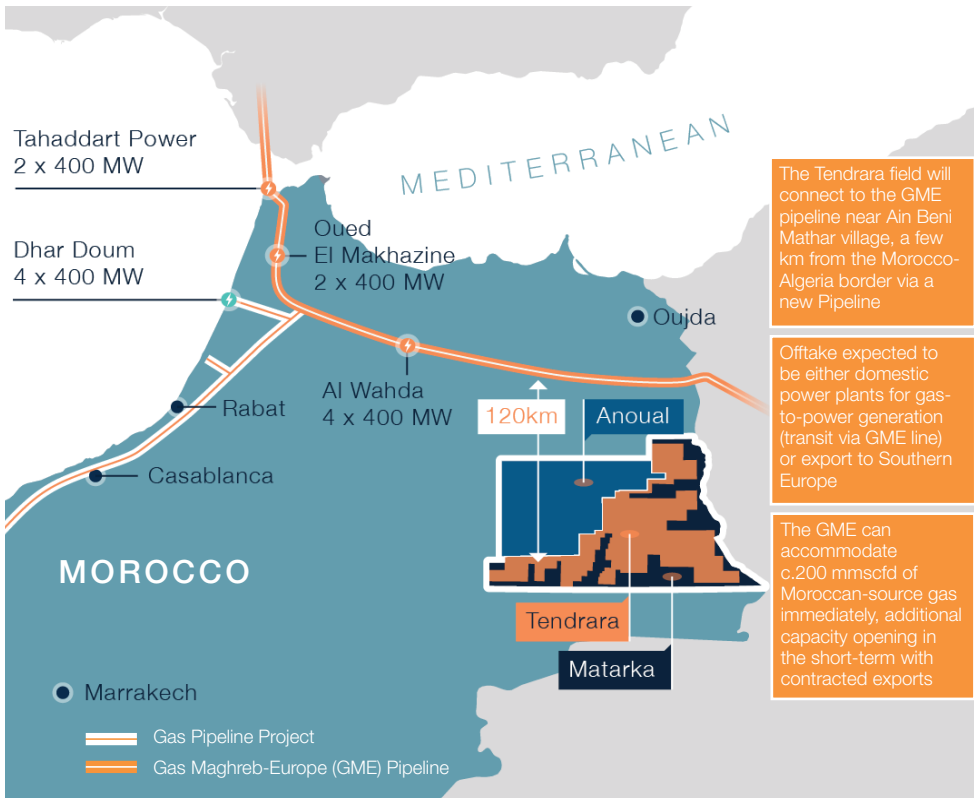 Tahaddart Power
2 x 400 MW
MEDITERRANEAN
Dhar Doum
4 x 400 MW
Oued
El Makhazine
2 x 400 MW
Oujda
Al Wahda
4 x 400 MW
Rabat
Casablanca
120km
Anoual
MOROCCO
Tendrara
Matarka
Marrakech
Gas Pipeline Project
Gas Maghreb-Europe (GME) Pipeline
The Tendrara field will
connect to the GME
pipeline near Ain Beni
Mathar village, a few
km from the Morocco-
Algeria border via a
new Pipeline
Offtake expected to
be either domestic
power plants for gas-
to-power generation
(transit via GME line)
or export to Southern
Europe
The GME can
accommodate
c.200 mmscfd of
Moroccan-source gas
immediately, additional
capacity opening in
the short-term with
contracted exports